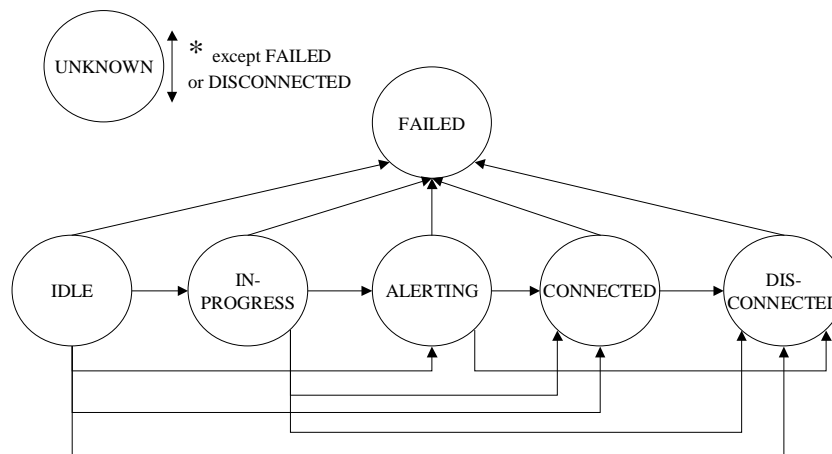 UNKNOWN
* except FAILED
or DISCONNECTED
FAILED
IDLE
IN-
PROGRESS
ALERTING
CONNECTED
DIS-
CONNECTED